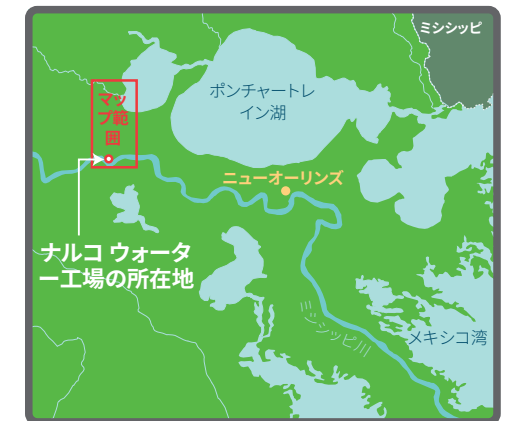 ミシシッピ
ポンチャートレ
イン湖
マッ
プ範
囲
ニューオーリンズ
ナルコ ウォータ
ー工場の所在地
ミシシッピ川
メキシコ湾